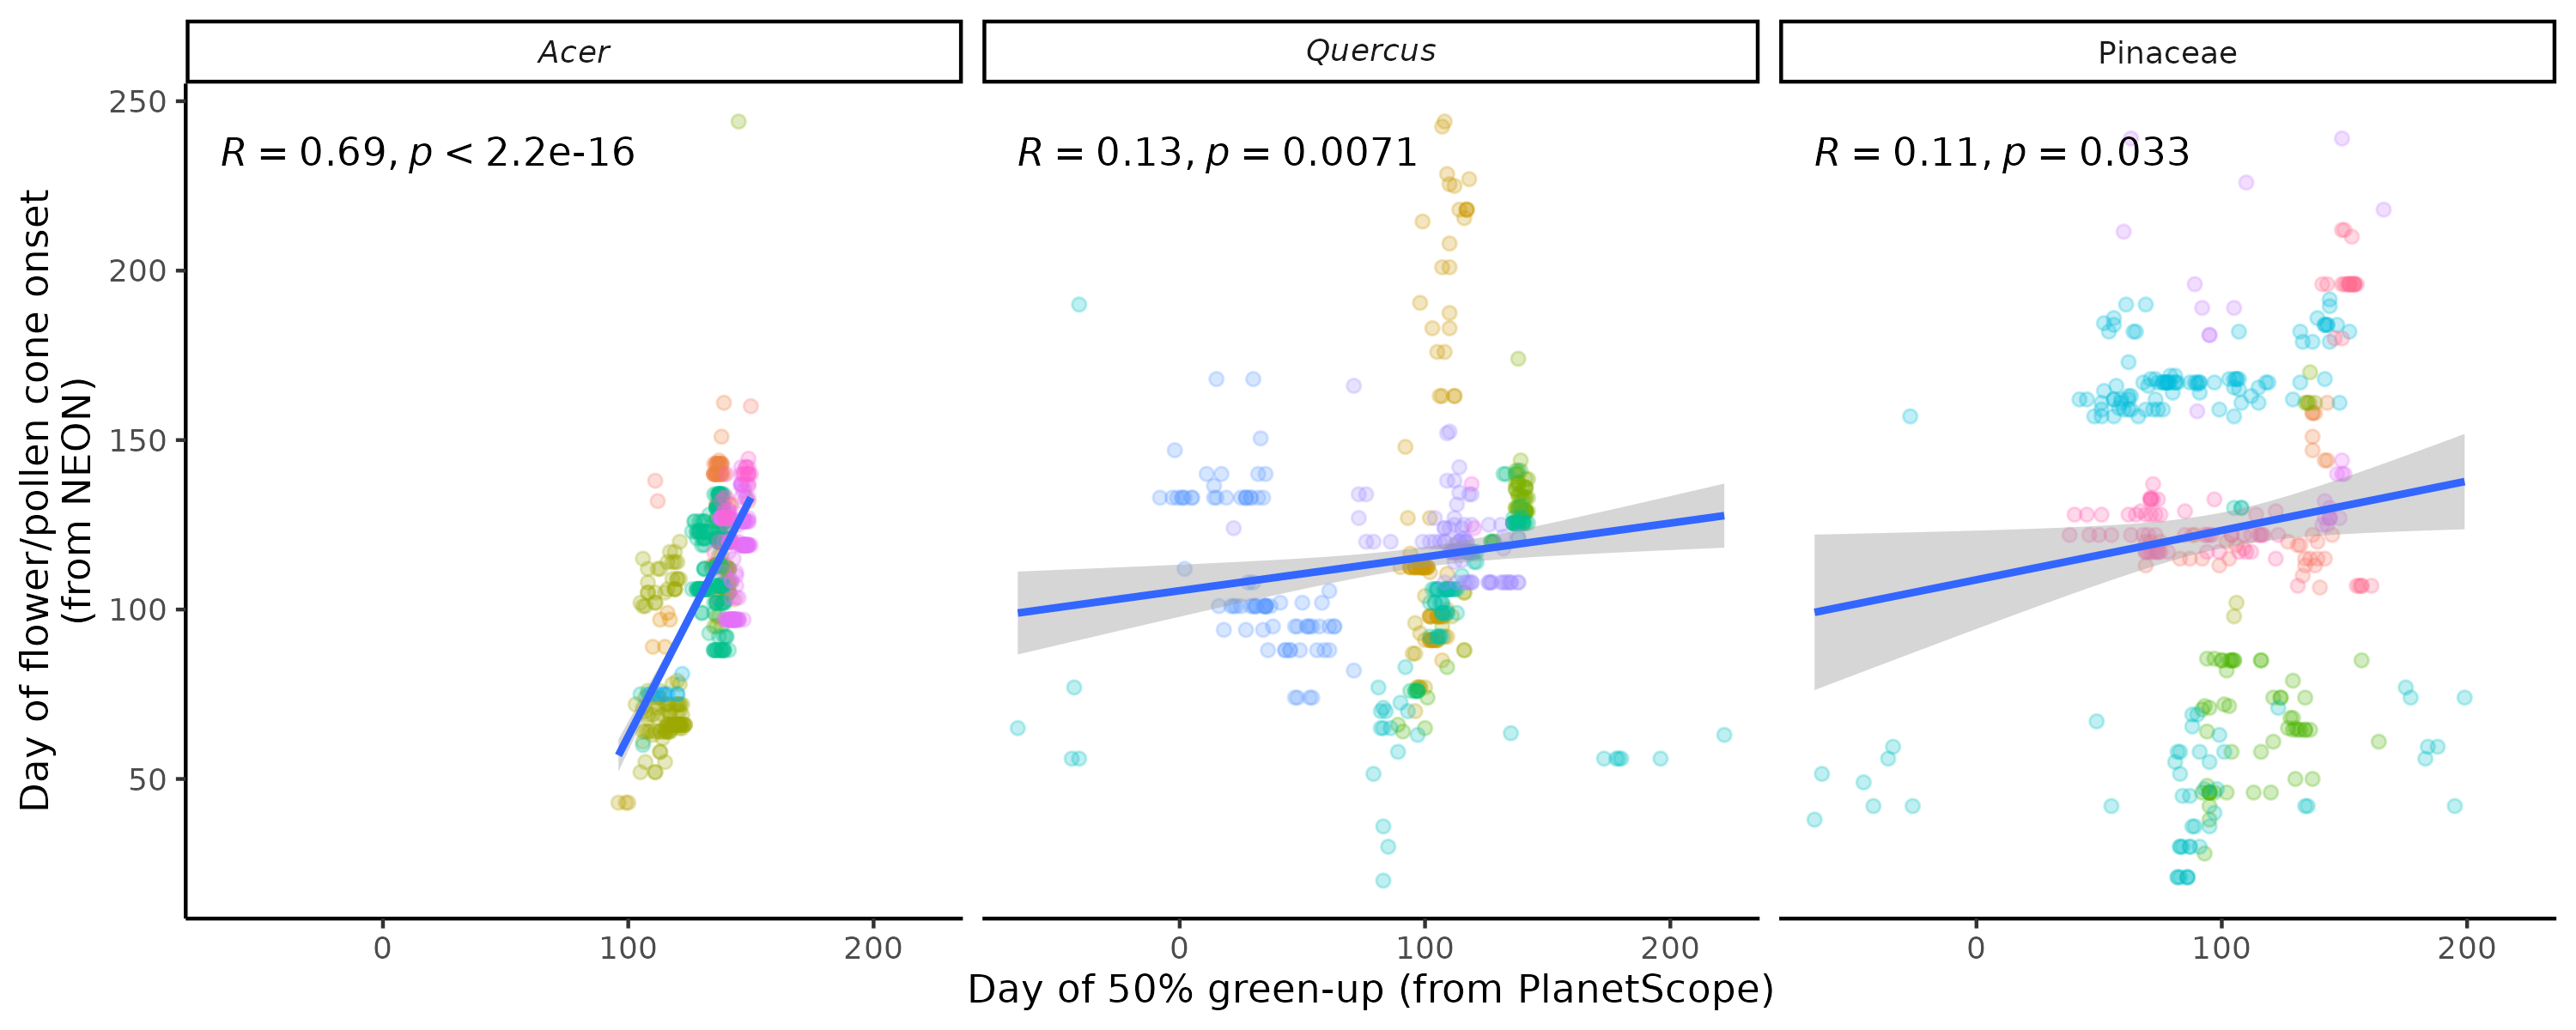 Acer
Quercus
Pinaceae
Day of flower/pollen cone onset
(from NEON)
250
200
150
100
50
R = 0.69, p < 2.2e-16
R = 0.13, p = 0.0071
R = 0.11, p = 0.033
0 100 200
0 100 200
0 100 200
Day of 50% green-up (from PlanetScope)